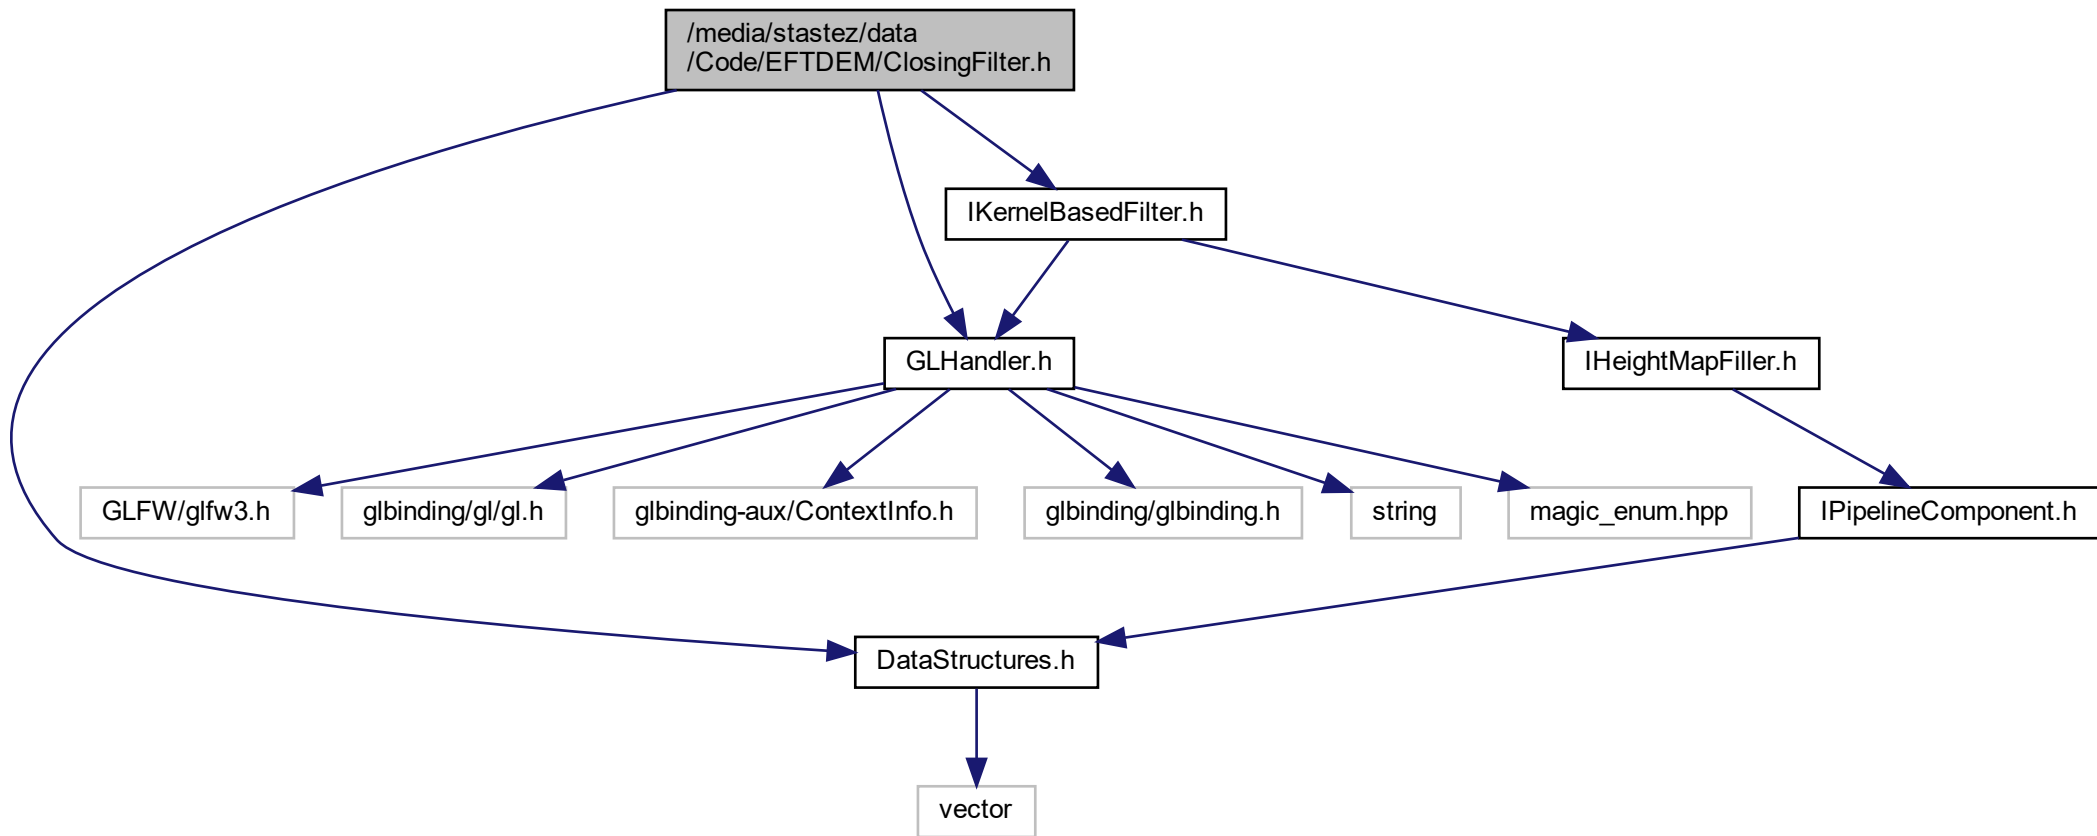 /media/stastez/data
/Code/EFTDEM/ClosingFilter.h
IKernelBasedFilter.h
GLHandler.h
IHeightMapFiller.h
GLFW/glfw3.h
glbinding/gl/gl.h
glbinding-aux/ContextInfo.h
glbinding/glbinding.h
string
magic_enum.hpp
IPipelineComponent.h
DataStructures.h
vector